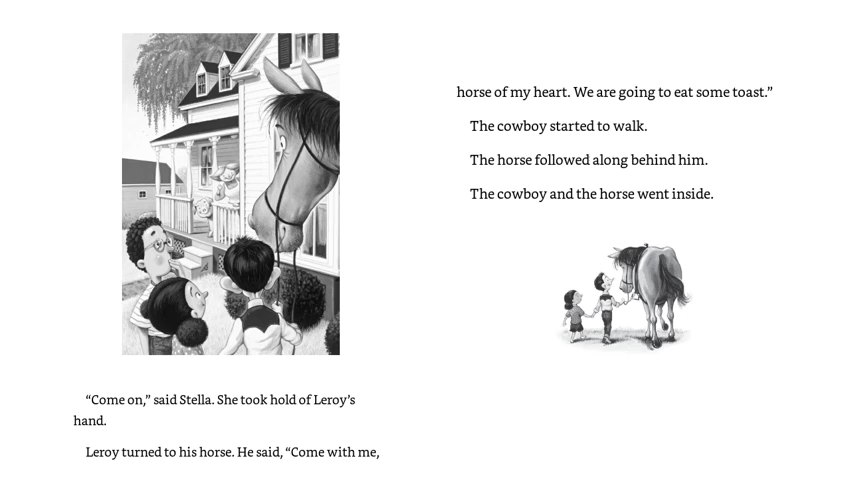 “Come on,” said Stella. She took hold of Leroy’s
hand.
Leroy turned to his horse. He said, “Come with me,
horse of my heart. We are going to eat some toast.”
The cowboy started to walk.
The horse followed along behind him.
The cowboy and the horse went inside.